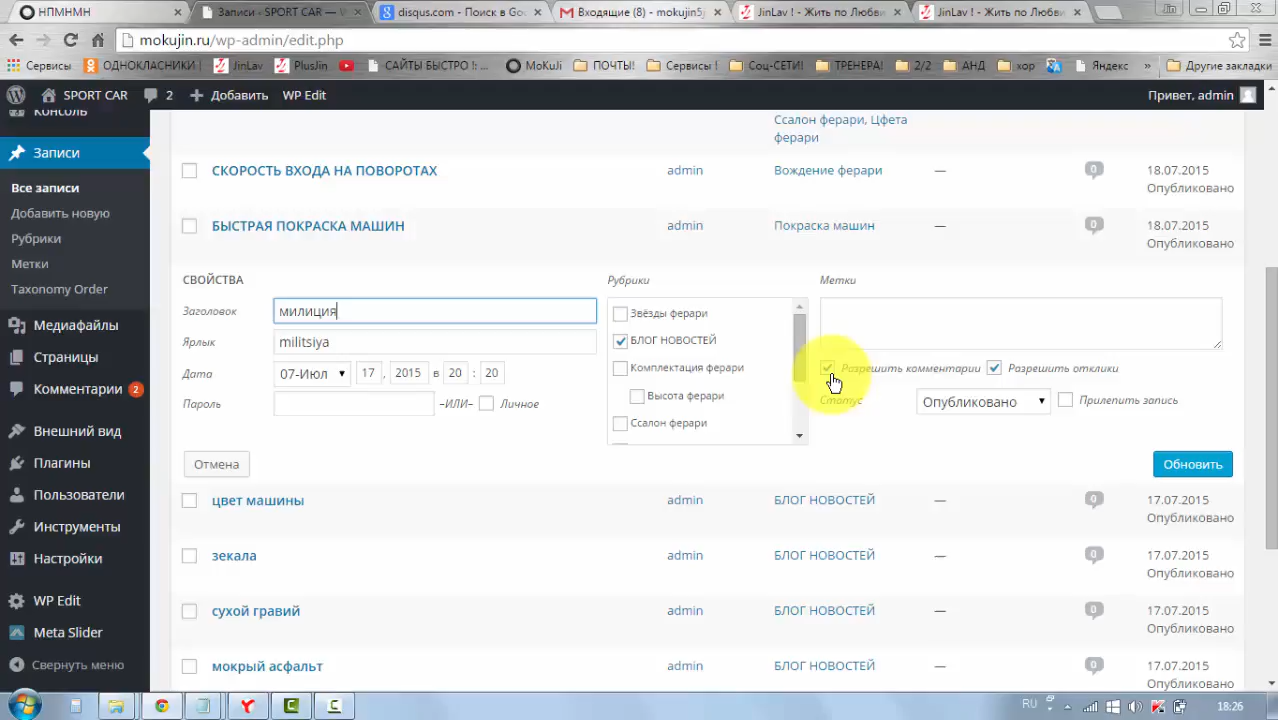 НПМНМН
Записи ‹ SPORT CAR — W
disqus.com - Поиск в Goo
Входящие (8) - mokujin5
JinLav ! - Жить по Любви
JinLav ! - Жить по Любви
mokujin.ru/wp-admin/edit.php
Сервисы ОДНОКЛАСНИКИ JinLav PlusJin САЙТЫ БЫСТРО !: MoKuJi ПОЧТЫ! Сервисы ! Соц-СЕТИ! ТРЕНЕРА! 2/2 АНД хор Яндекс » Другие закладки
SPORT CAR 2 Добавить WP Edit Привет, admin
Консоль
Записи
Все записи
Добавить новую
Рубрики
Метки
Taxonomy Order
Медиафайлы
Страницы
Комментарии 2
Внешний вид
Плагины
Пользователи
Инструменты
Настройки
WP Edit
Meta Slider
Свернуть меню
Ссалон ферари, Цфета
ферари
СКОРОСТЬ ВХОДА НА ПОВОРОТАХ admin Вождение ферари — 0 18.07.2015
Опубликовано
БЫСТРАЯ ПОКРАСКА МАШИН admin Покраска машин — 0 18.07.2015
Опубликовано
СВОЙСТВА Рубрики Метки
Заголовок милиция
Ярлык militsiya
Дата 07-Июл 17 , 2015 в 20 : 20
Пароль –ИЛИ– Личное
Звёзды ферари
БЛОГ НОВОСТЕЙ
Комплектация ферари
Высота ферари
Ссалон ферари
Разрешить комментарии Разрешить отклики
Статус Опубликовано Прилепить запись
Отмена Обновить
цвет машины admin БЛОГ НОВОСТЕЙ — 0 17.07.2015
Опубликовано
зекала admin БЛОГ НОВОСТЕЙ — 0 17.07.2015
Опубликовано
сухой гравий admin БЛОГ НОВОСТЕЙ — 0 17.07.2015
Опубликовано
мокрый асфальт admin БЛОГ НОВОСТЕЙ — 0 17.07.2015
Опубликовано
RU 18:26